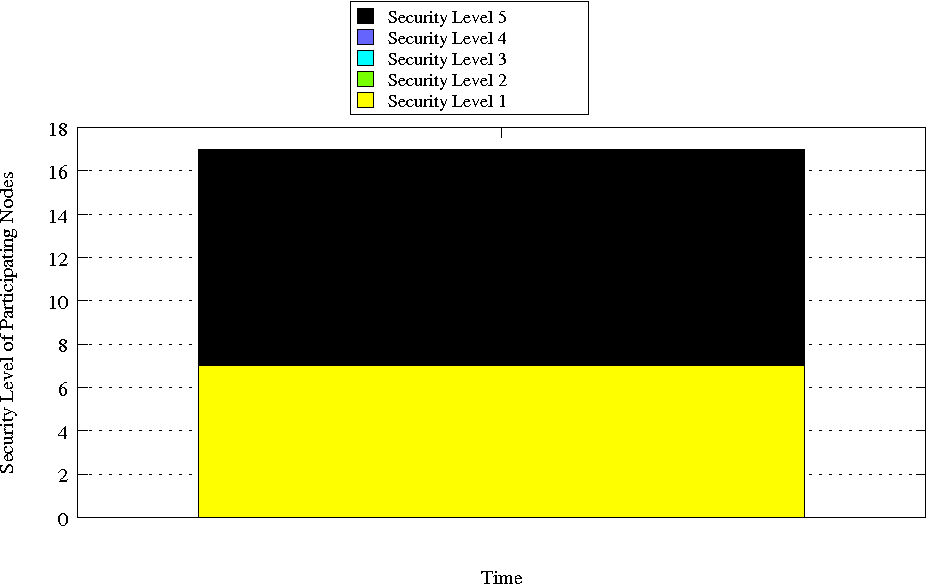 Security Level 5
Security Level 4
Security Level 3
Security Level 2
Security Level 1
Security Level of Participating Nodes
18
16
14
12
10
8
6
4
2
0
Time